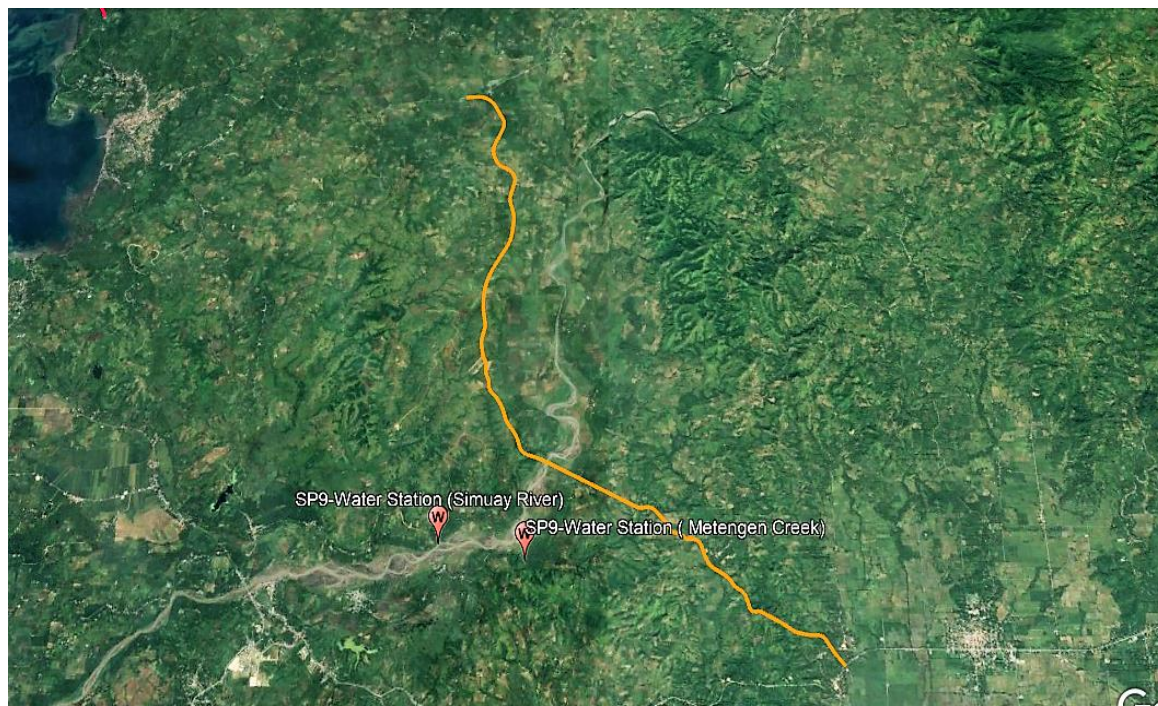 SP9-Water Station (Simuay River)
W
SP9-Water Station ( Metengen Creek)
W